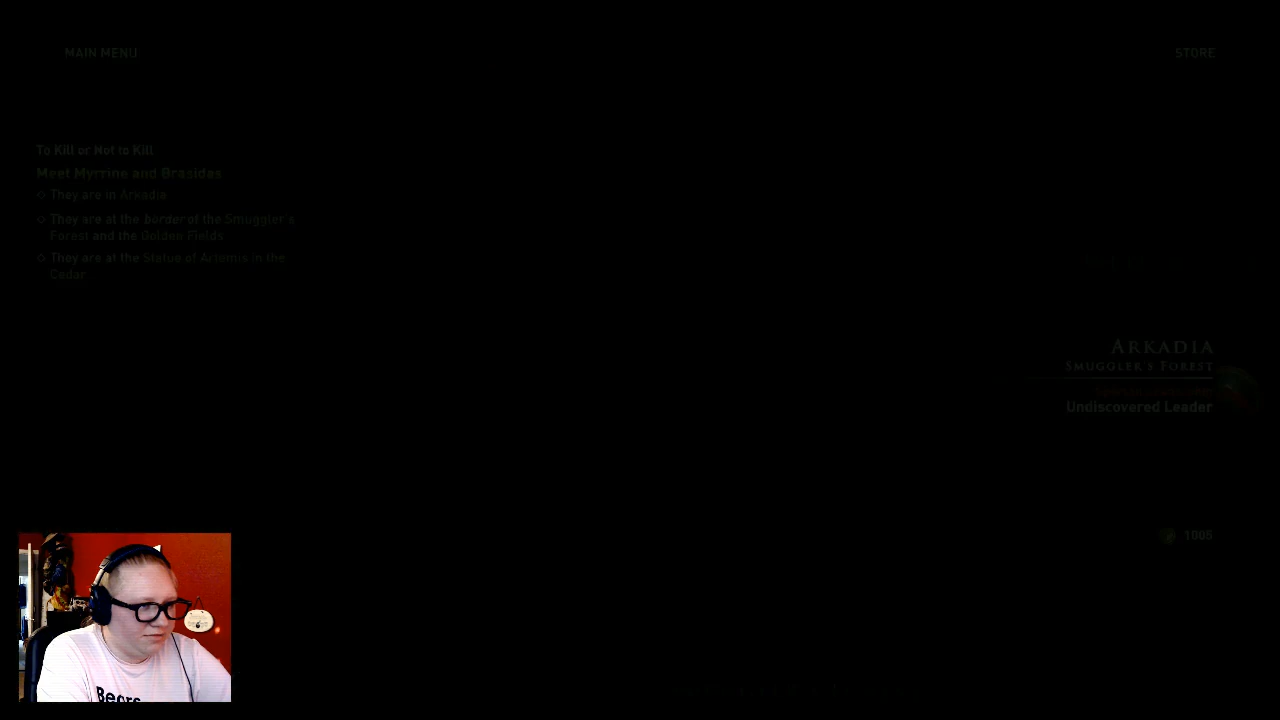 MAIN MENU
STORE
To Kill or Not to Kill
Meet Myrrine and Brasidas
They are in Arkadia
They are at the border of the Smuggler's
Forest and the Golden Fields
They are at the Statue of Artemis in the
Cedar
ARKADIA
SMUGGLER'S FOREST
Undiscovered Leader
1006
Bears